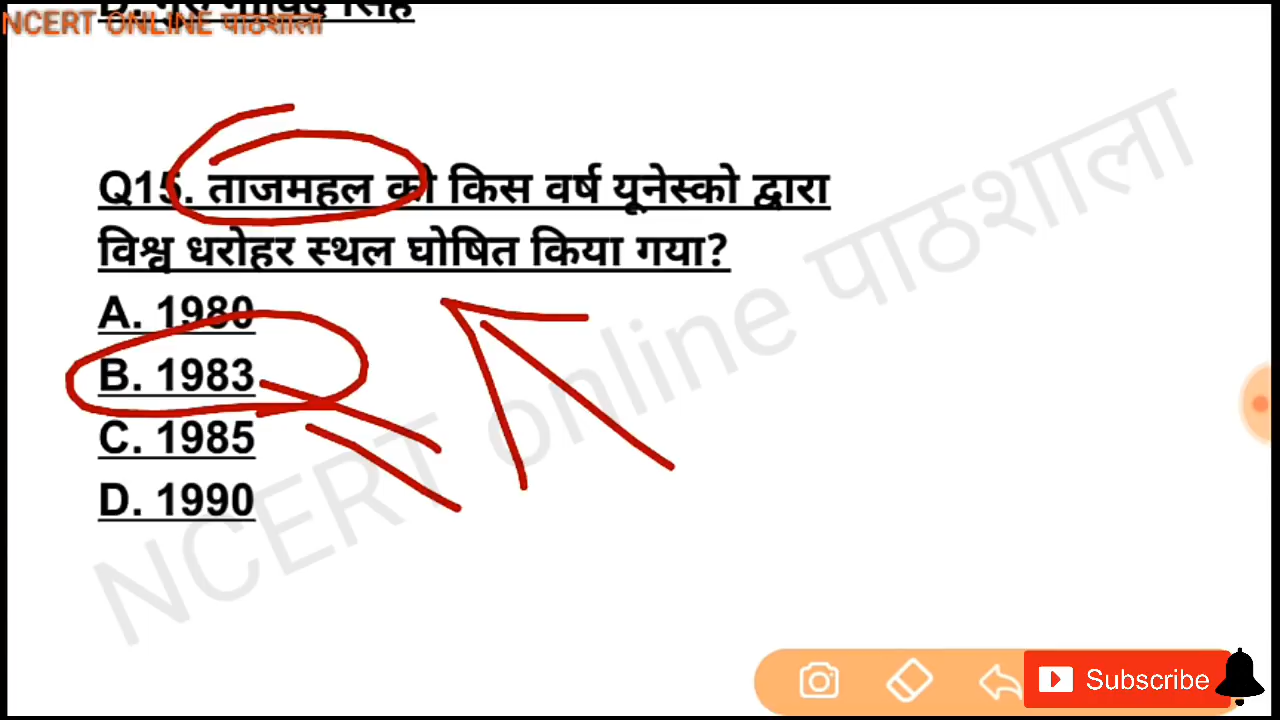 D. गुरु गोविंद सिंह
NCERT ONLINE पाठशाला
Q15. ताजमहल को किस वर्ष यूनेस्को द्वारा
विश्व धरोहर स्थल घोषित किया गया?
A. 1980
B. 1983
C. 1985
D. 1990
NCERT online पाठशाला
Subscribe